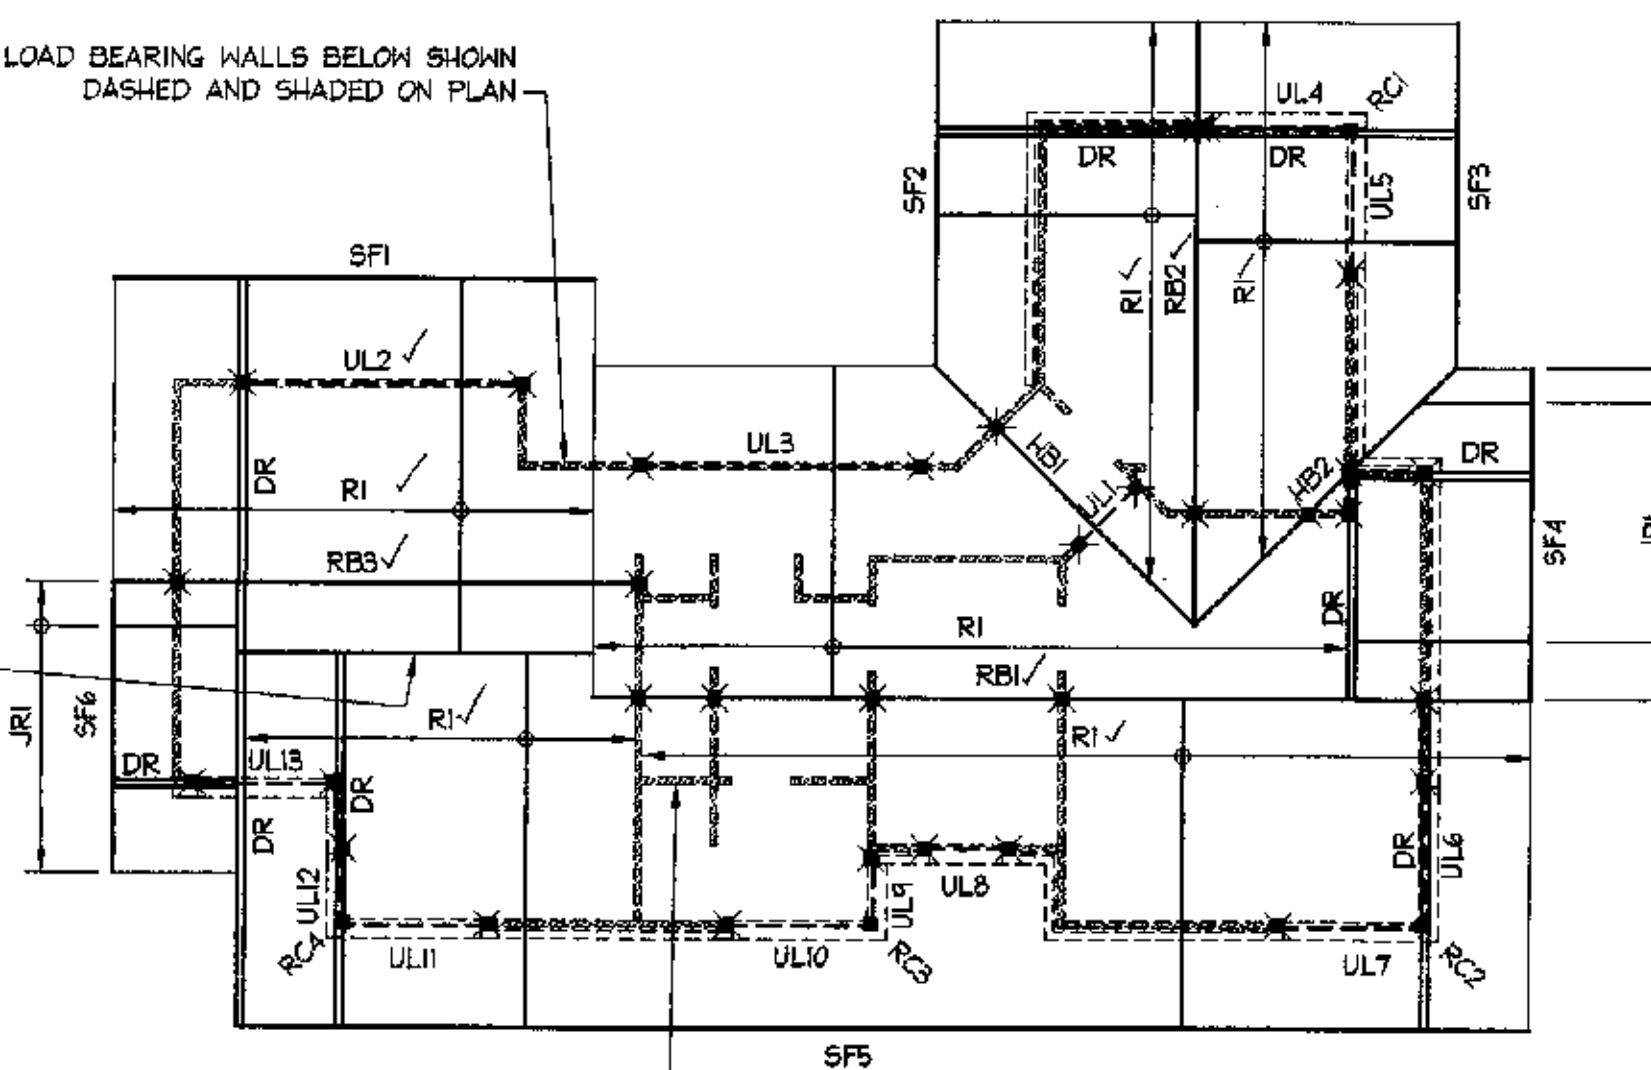 LOAD BEARING WALLS BELOW SHOWN
DASHED AND SHADED ON PLAN
UL4
RC1
DR
DR
SF2
SF3
UL5
SF1
R1
RB2
R1
UL2
UL3
HB1
HB2
DR
DR
R1
UL1
SF4
RB3
DR
R1
RB1
JR1
SF6
R1
R1
DR
UL13
DR
DR
DR
UL6
UL12
UL9
UL8
RC4
UL11
UL10
RC3
UL7
RC2
SF5